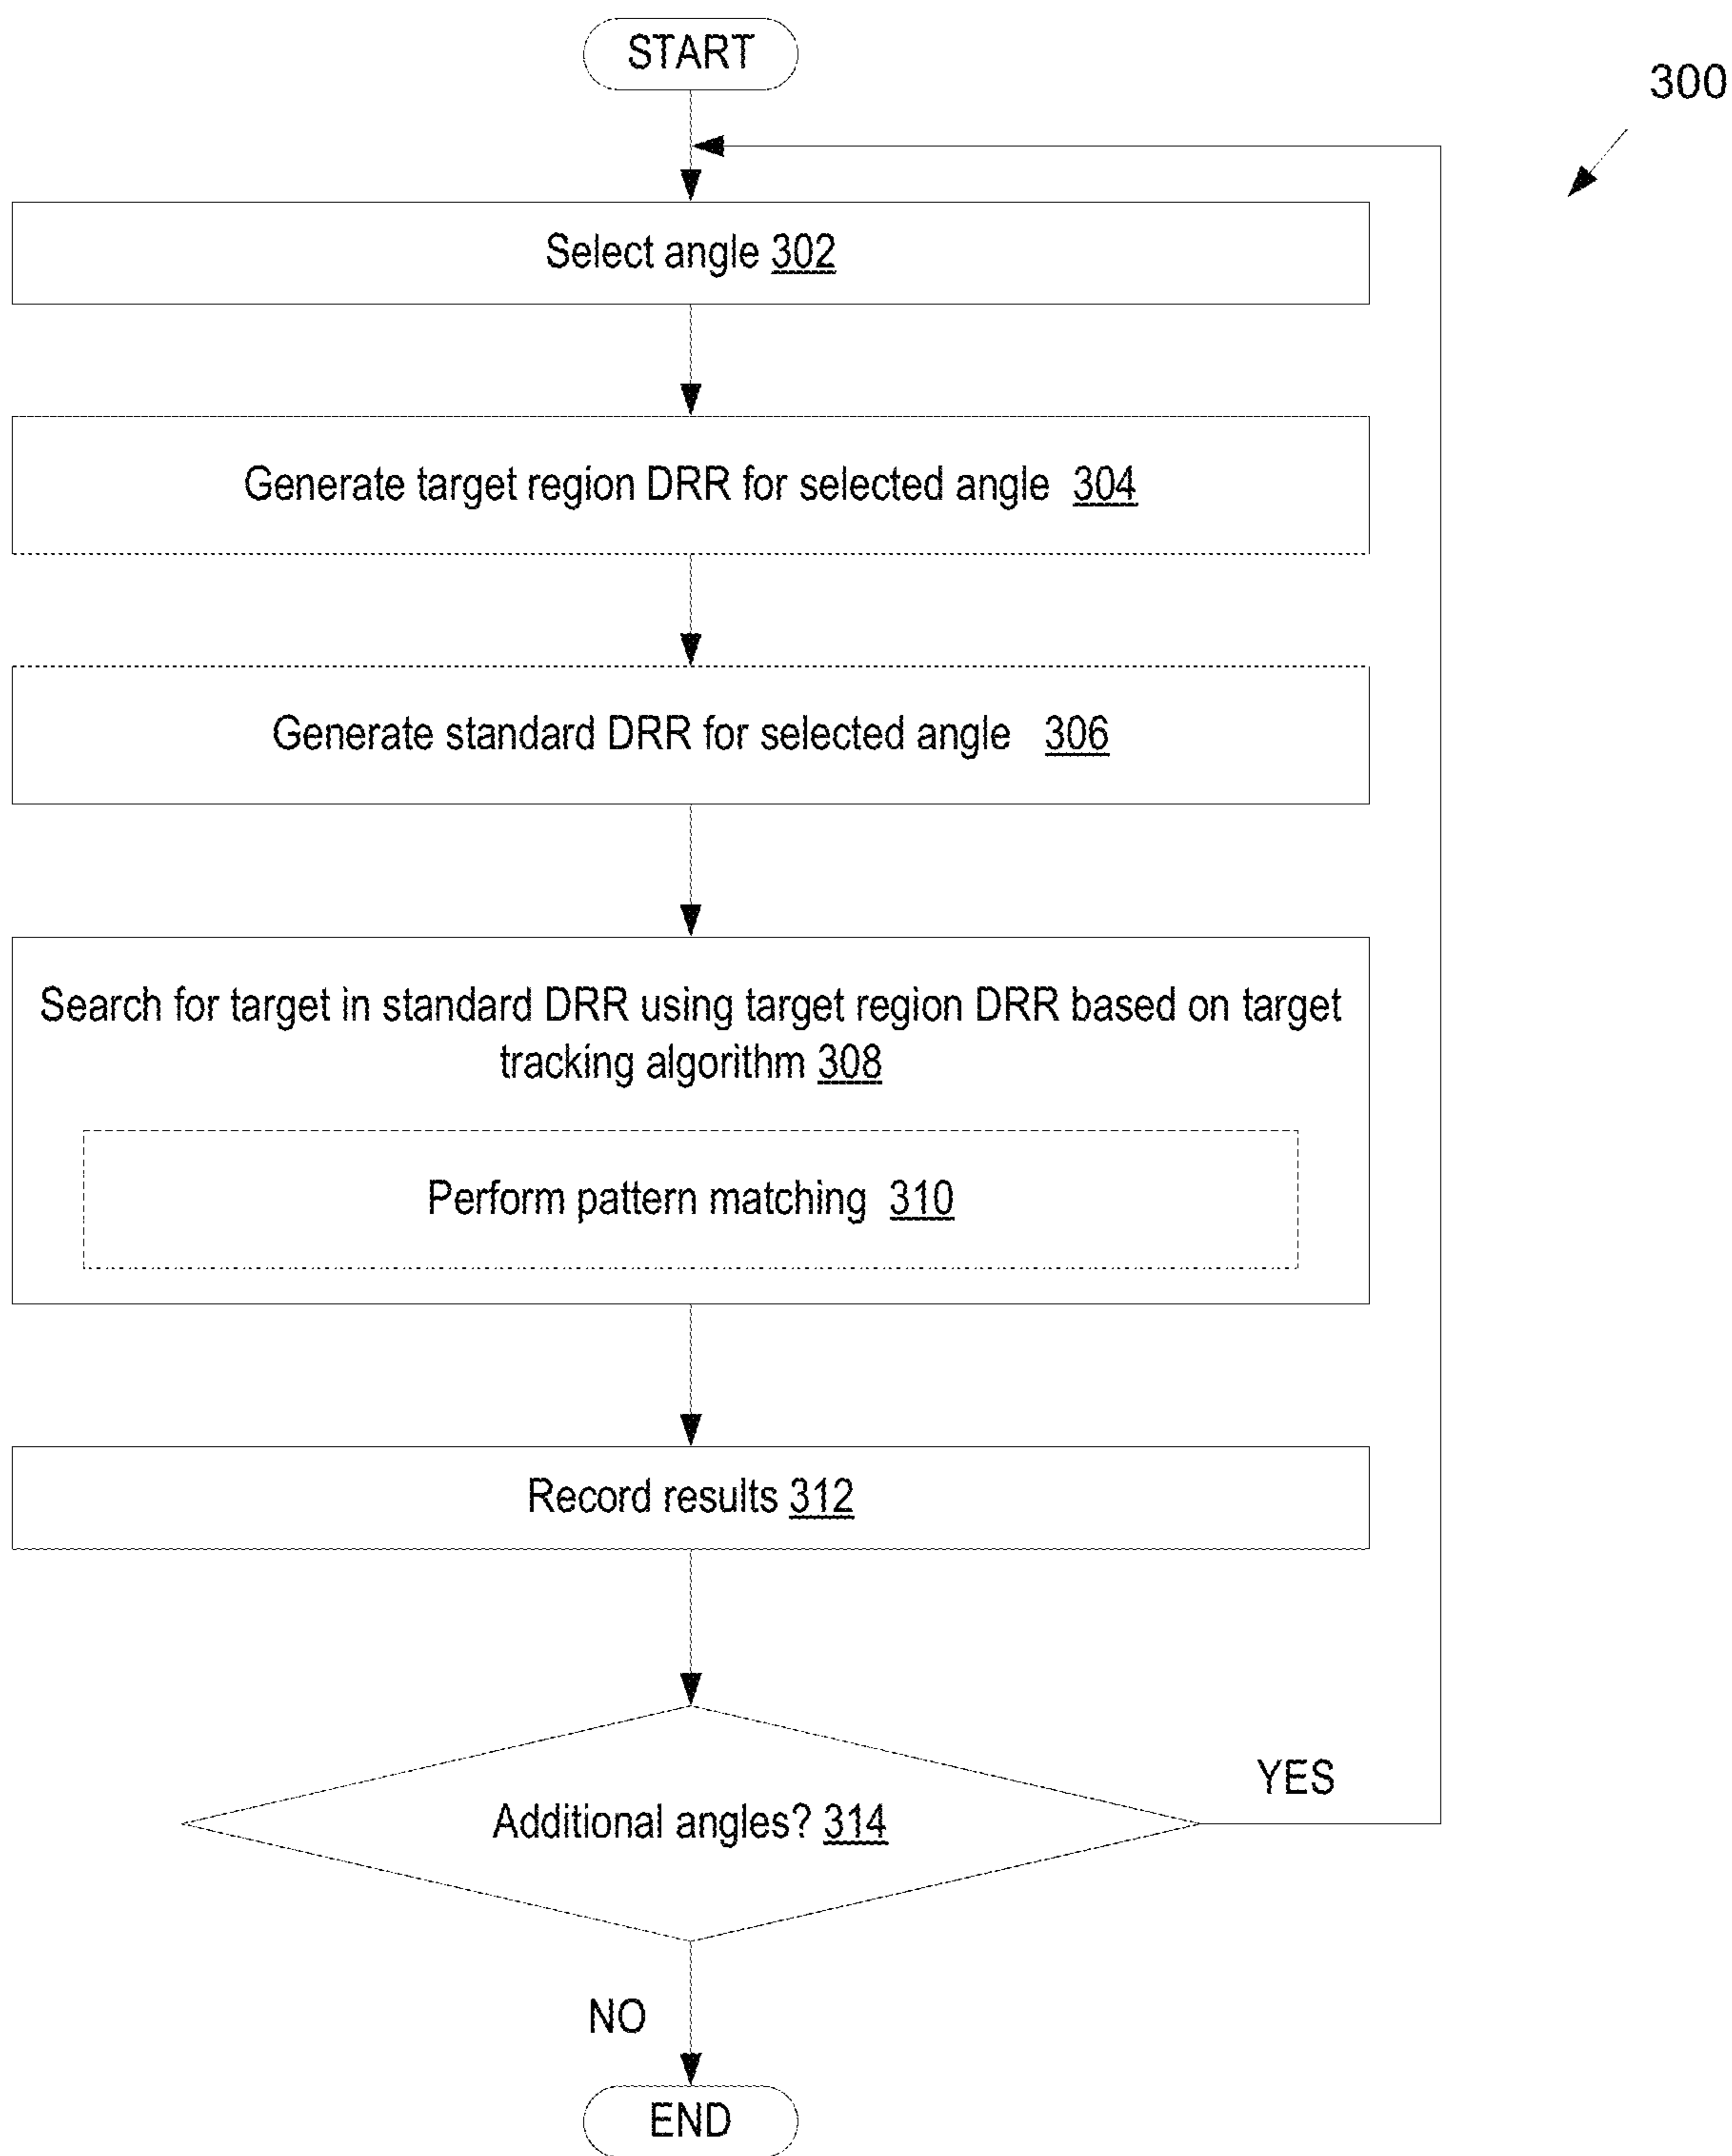 START
300
Select angle 302
Generate target region DRR for selected angle 304
Generate standard DRR for selected angle 306
Search for target in standard DRR using target region DRR based on target
tracking algorithm 308
Perform pattern matching 310
Record results 312
Additional angles? 314
YES
NO
END